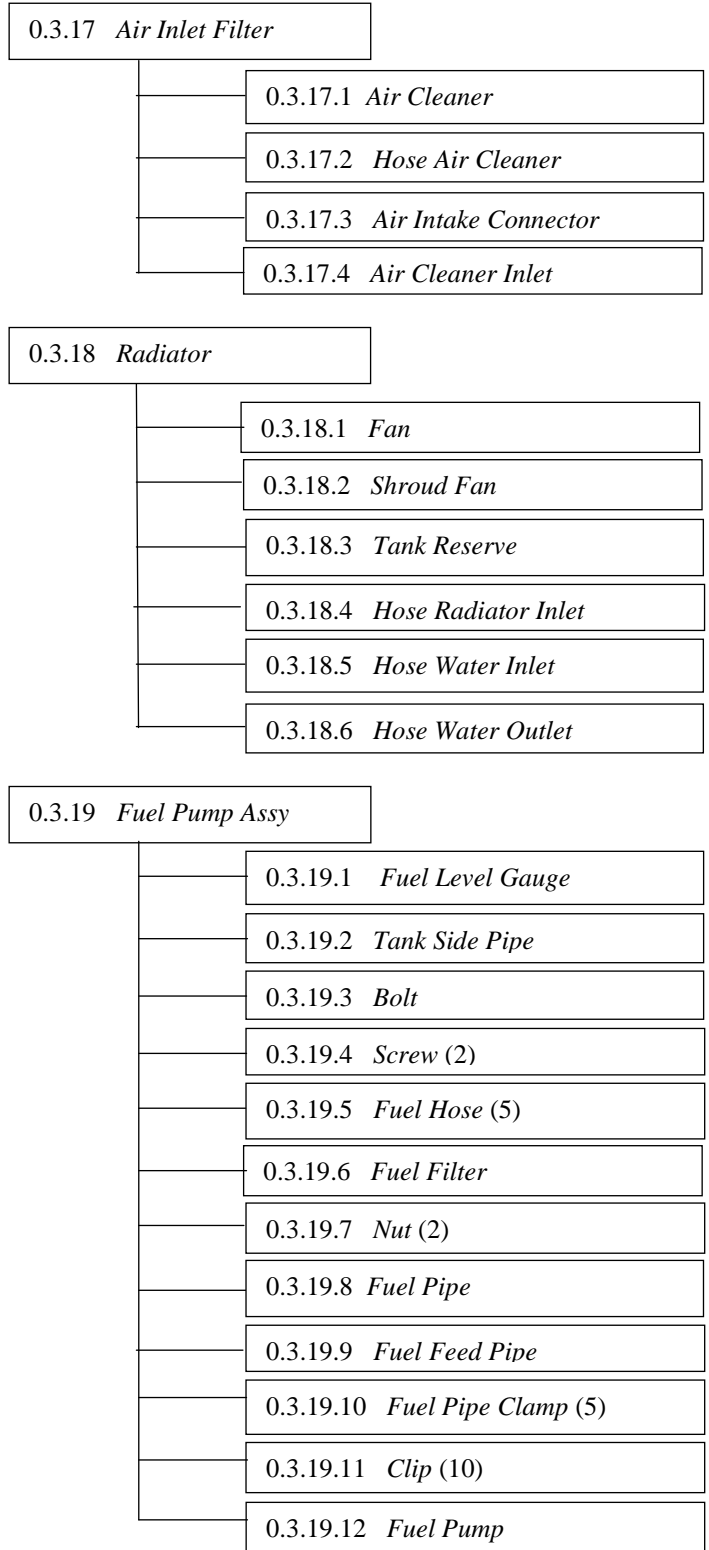 0.3.17 Air Inlet Filter
0.3.17.1 Air Cleaner
0.3.17.2 Hose Air Cleaner
0.3.17.3 Air Intake Connector
0.3.17.4 Air Cleaner Inlet
0.3.18 Radiator
0.3.18.1 Fan
0.3.18.2 Shroud Fan
0.3.18.3 Tank Reserve
0.3.18.4 Hose Radiator Inlet
0.3.18.5 Hose Water Inlet
0.3.18.6 Hose Water Outlet
0.3.19 Fuel Pump Assy
0.3.19.1 Fuel Level Gauge
0.3.19.2 Tank Side Pipe
0.3.19.3 Bolt
0.3.19.4 Screw (2)
0.3.19.5 Fuel Hose (5)
0.3.19.6 Fuel Filter
0.3.19.7 Nut (2)
0.3.19.8 Fuel Pipe
0.3.19.9 Fuel Feed Pipe
0.3.19.10 Fuel Pipe Clamp (5)
0.3.19.11 Clip (10)
0.3.19.12 Fuel Pump